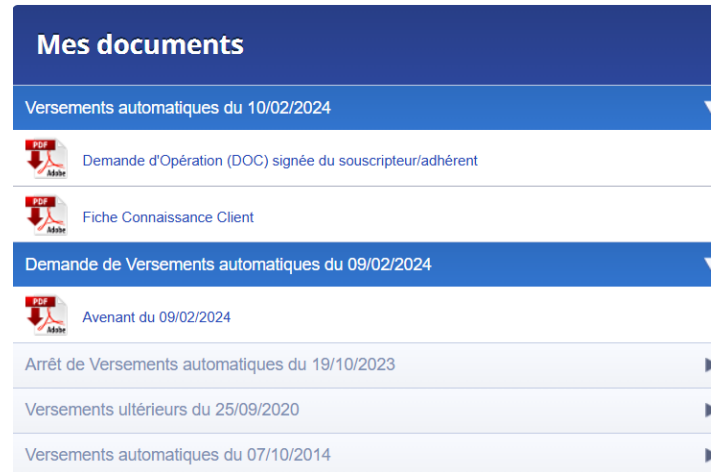 Mes documents
Versements automatiques du 10/02/2024
PDF
Adobe
Demande d'Opération (DOC) signée du souscripteur/adhérent
PDF
Adobe
Fiche Connaissance Client
Demande de Versements automatiques du 09/02/2024
PDF
Adobe
Avenant du 09/02/2024
Arrêt de Versements automatiques du 19/10/2023
Versements ultérieurs du 25/09/2020
Versements automatiques du 07/10/2014